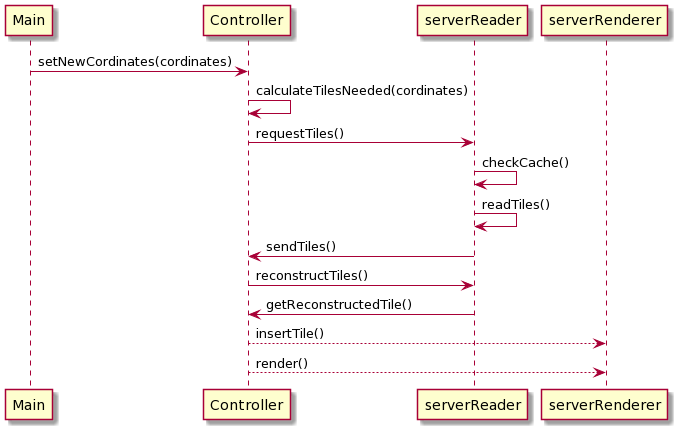 Main Controller serverReader serverRenderer
setNewCordinates(cordinates)
calculateTilesNeeded(cordinates)
requestTiles()
checkCache()
readTiles()
sendTiles()
reconstructTiles()
getReconstructedTile()
insertTile()
render()
Main Controller serverReader serverRenderer